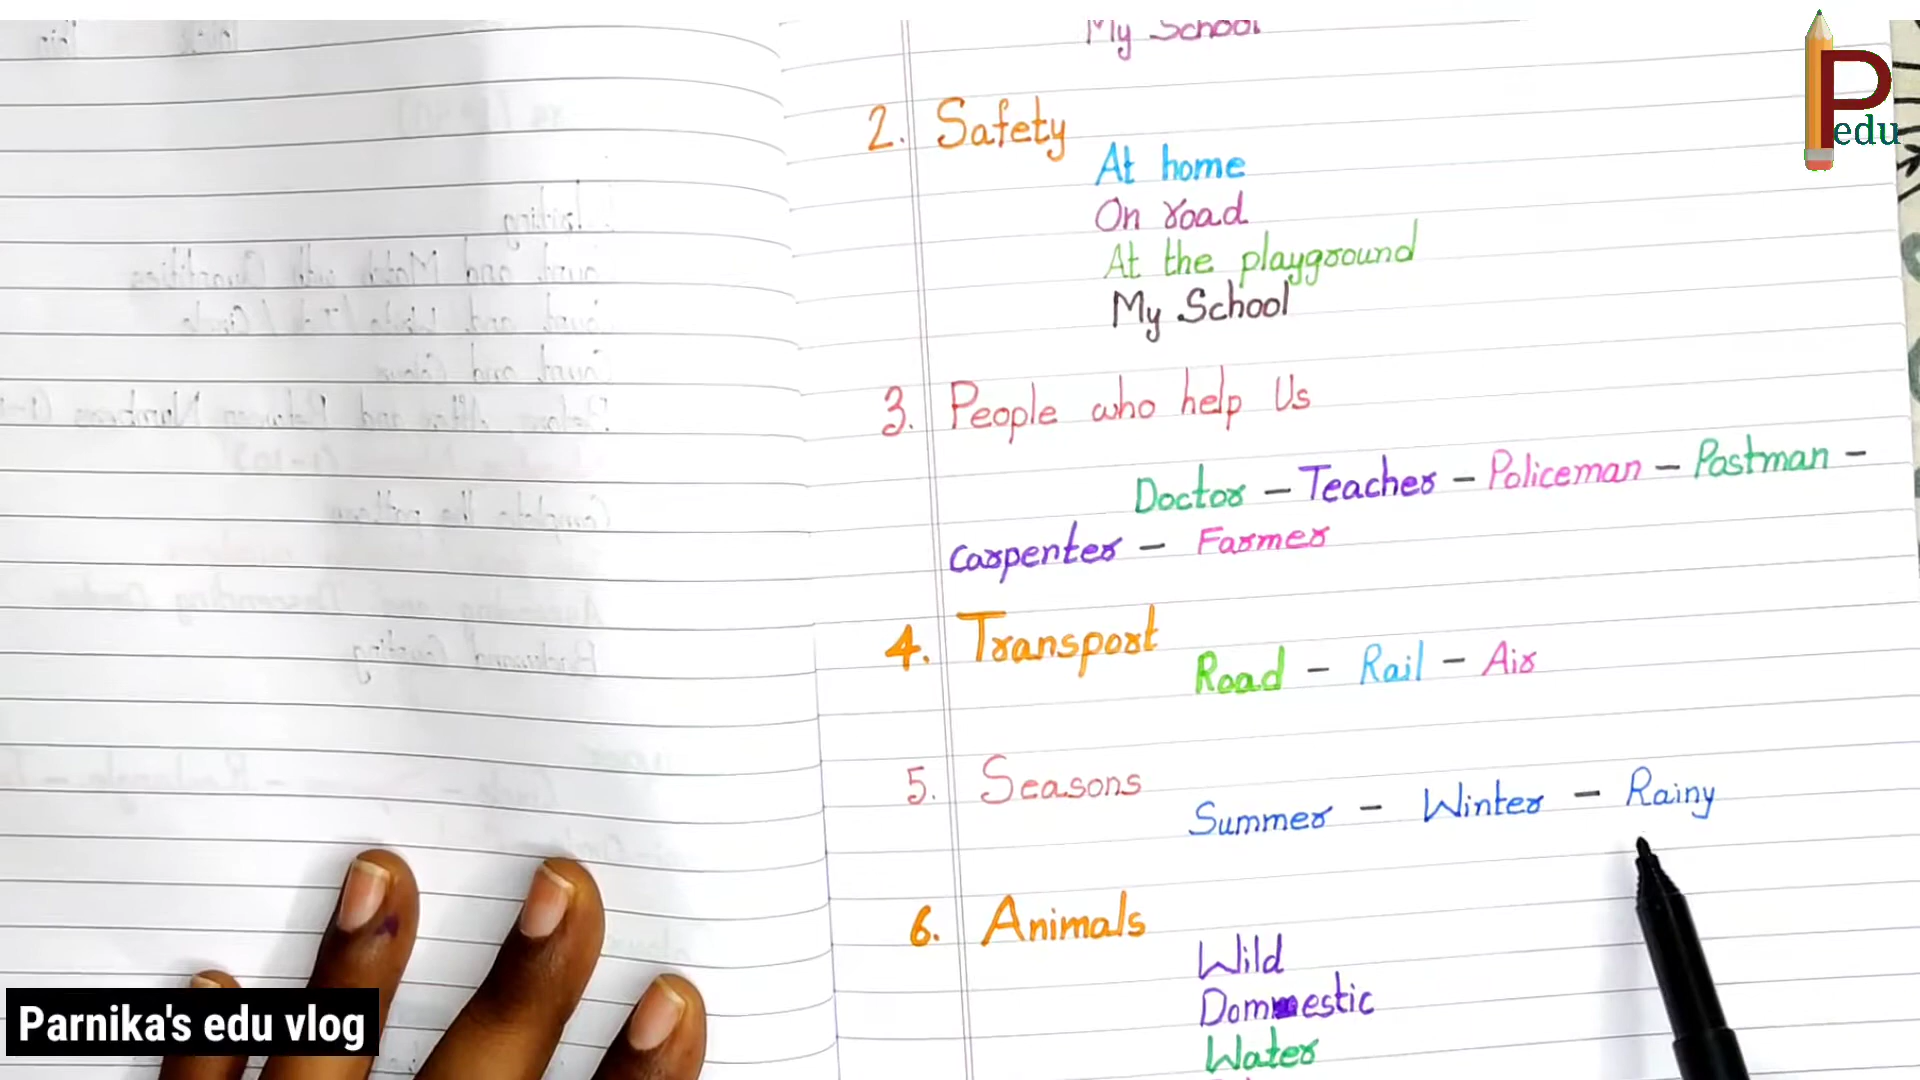 My School
P
edu
2. Safety
At home
On road
At the playground
My School
3. People who help Us
Doctor – Teacher – Policeman – Postman –
Carpenter – Farmer
4. Transport
Road – Rail – Air
5. Seasons
Summer – Winter – Rainy
6. Animals
Wild
Dommestic
Water
Parnika's edu vlog